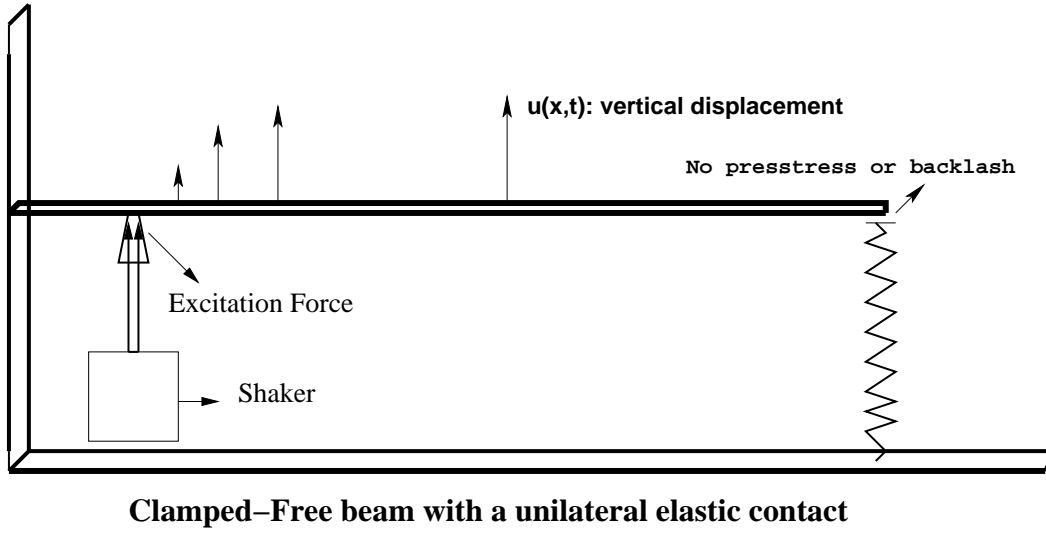 u(x,t): vertical displacement
No presstress or backlash
Excitation Force
Shaker
Clamped−Free beam with a unilateral elastic contact